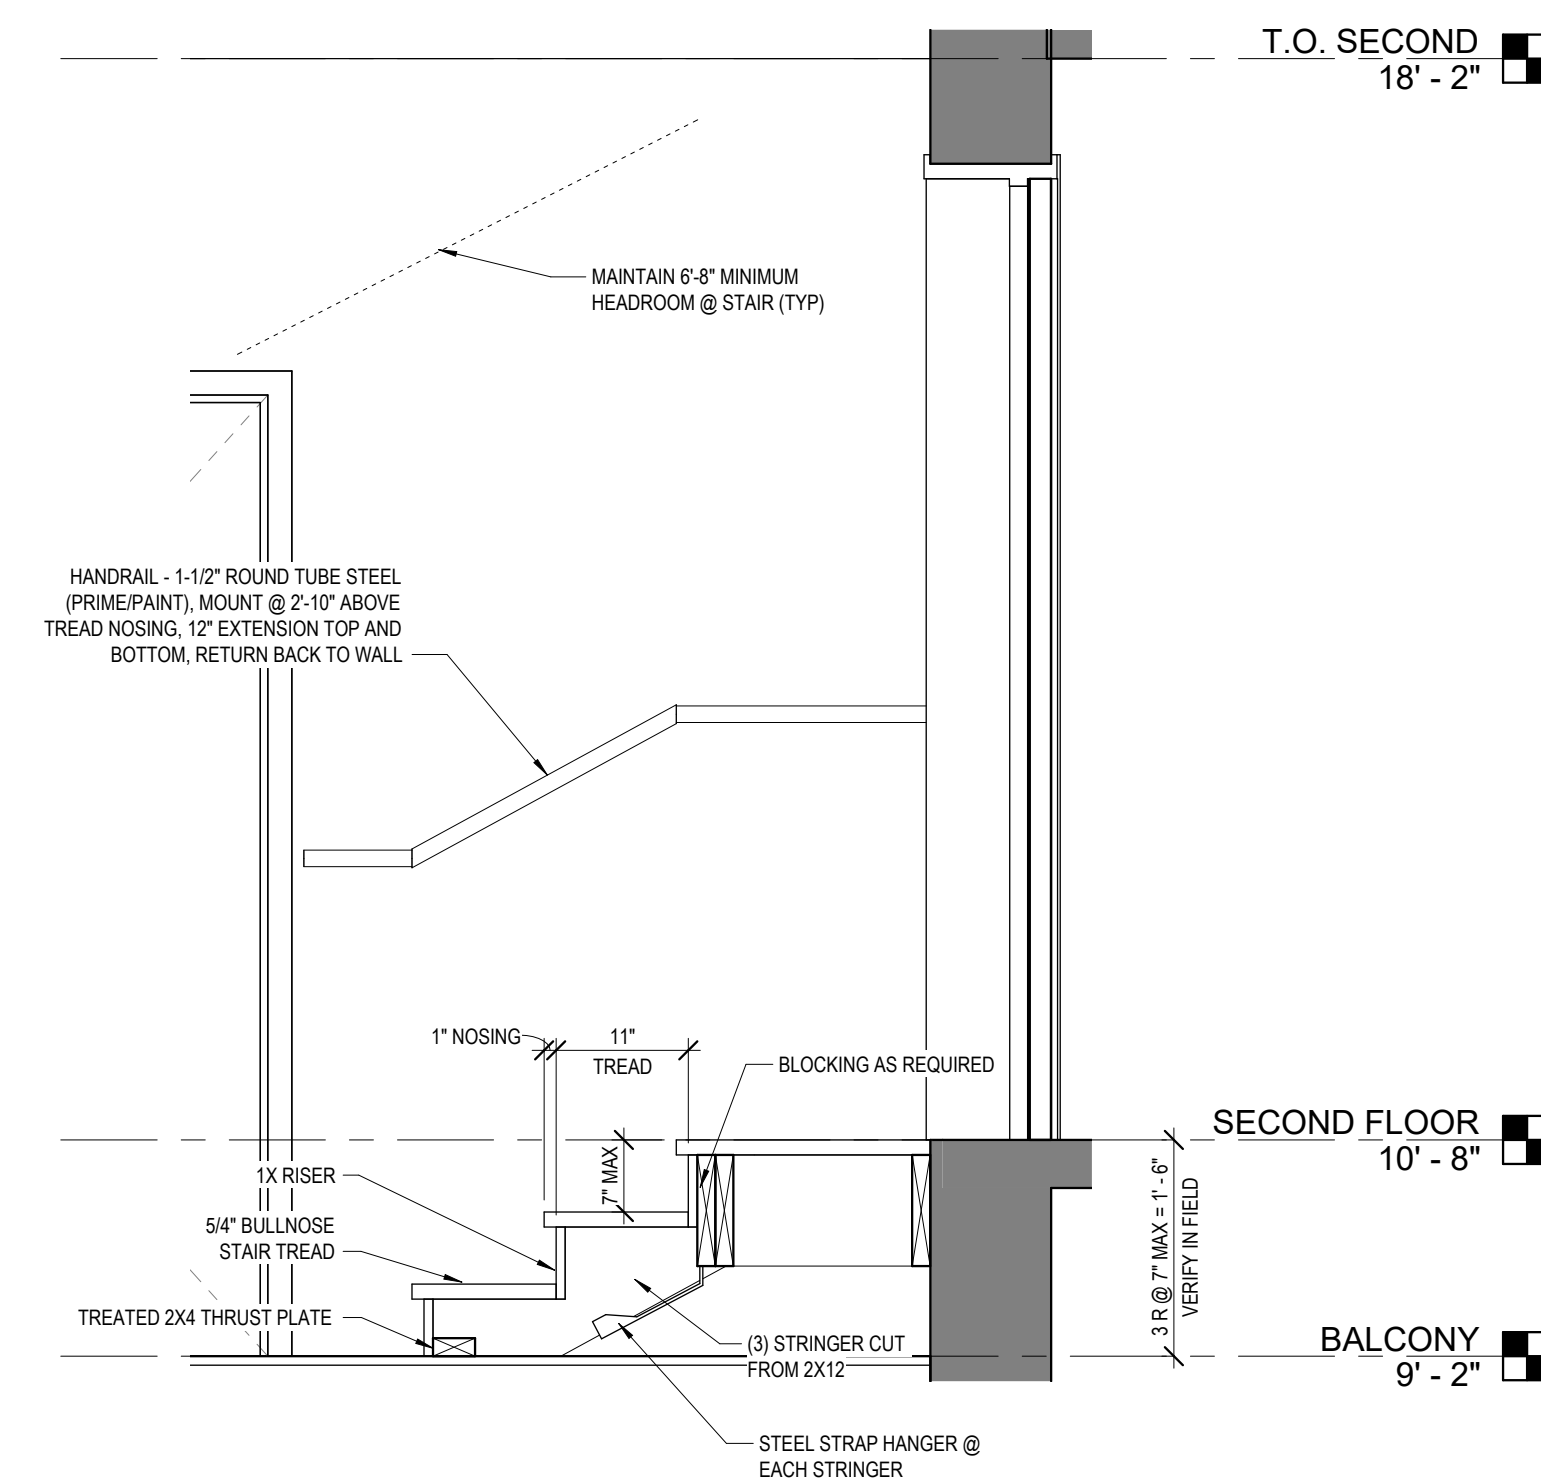 T.O. SECOND
18' - 2"
MAINTAIN 6'-8" MINIMUM
HEADROOM @ STAIR (TYP)
HANDRAIL - 1-1/2" ROUND TUBE STEEL
(PRIME/PAINT), MOUNT @ 2'-10" ABOVE
TREAD NOSING, 12" EXTENSION TOP AND
BOTTOM, RETURN BACK TO WALL
1" NOSING
11"
TREAD
BLOCKING AS REQUIRED
SECOND FLOOR
10' - 8"
7" MAX
1X RISER
5/4" BULLNOSE
STAIR TREAD
TREATED 2X4 THRUST PLATE
3 R @ 7" MAX = 1' - 6"
VERIFY IN FIELD
(3) STRINGER CUT
FROM 2X12
BALCONY
9' - 2"
STEEL STRAP HANGER @
EACH STRINGER